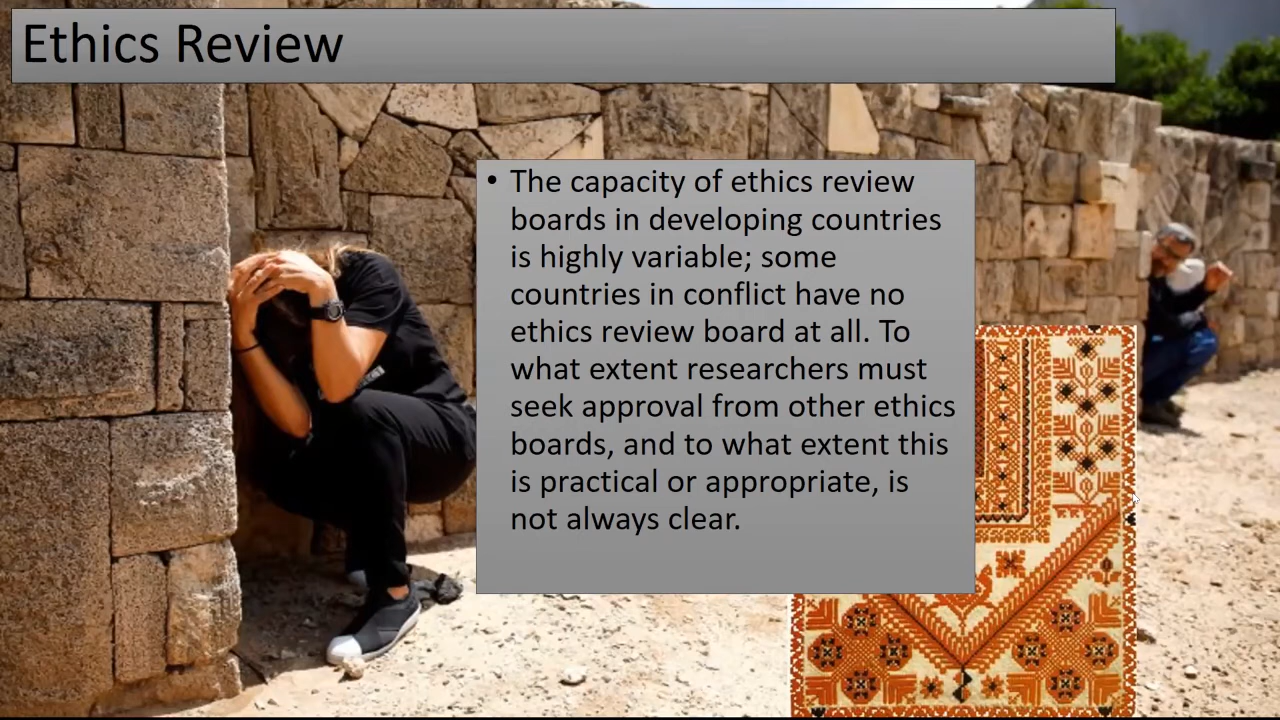 Ethics Review
• The capacity of ethics review
boards in developing countries
is highly variable; some
countries in conflict have no
ethics review board at all. To
what extent researchers must
seek approval from other ethics
boards, and to what extent this
is practical or appropriate, is
not always clear.